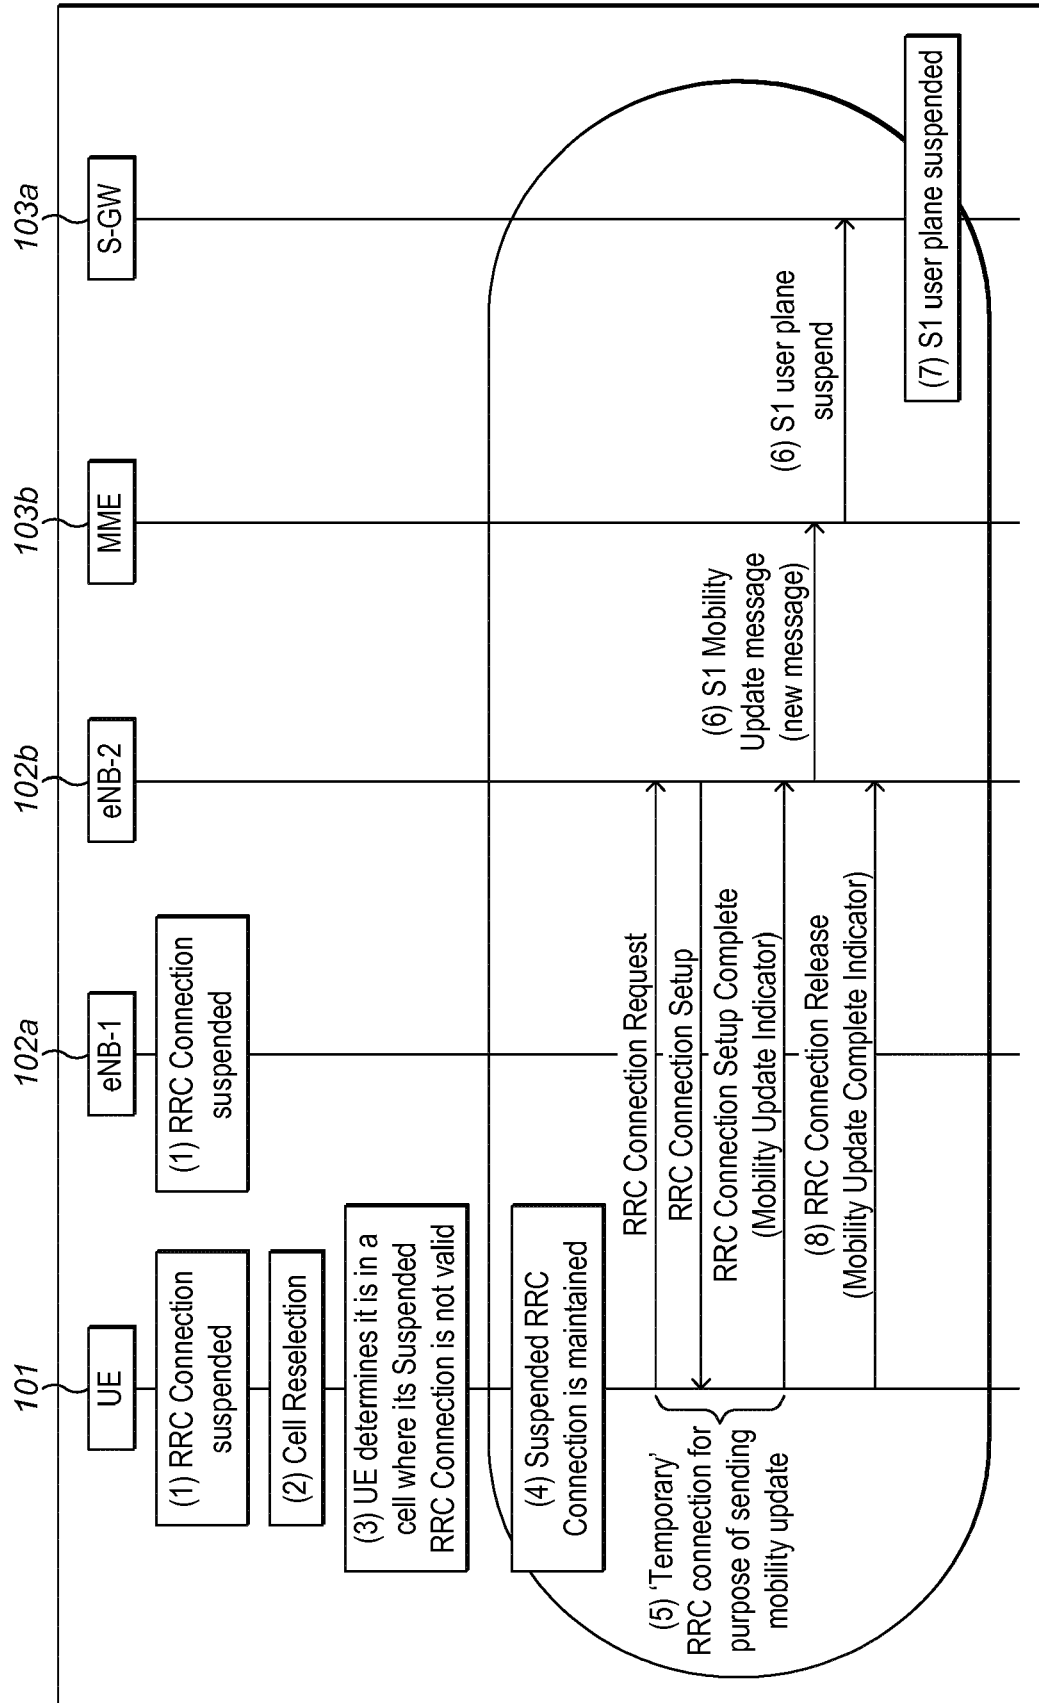 101
102a
102b
103b
103a
UE
eNB-1
eNB-2
MME
S-GW
(1) RRC Connection
suspended
(1) RRC Connection
suspended
(2) Cell Reselection
(3) UE determines it is in a
cell where its Suspended
RRC Connection is not valid
(4) Suspended RRC
Connection is maintained
(5) 'Temporary'
RRC connection for
purpose of sending
mobility update
RRC Connection Request
RRC Connection Setup
RRC Connection Setup Complete
(Mobility Update Indicator)
(6) S1 Mobility
Update message
(new message)
(6) S1 user plane
suspend
(8) RRC Connection Release
(Mobility Update Complete Indicator)
(7) S1 user plane suspended